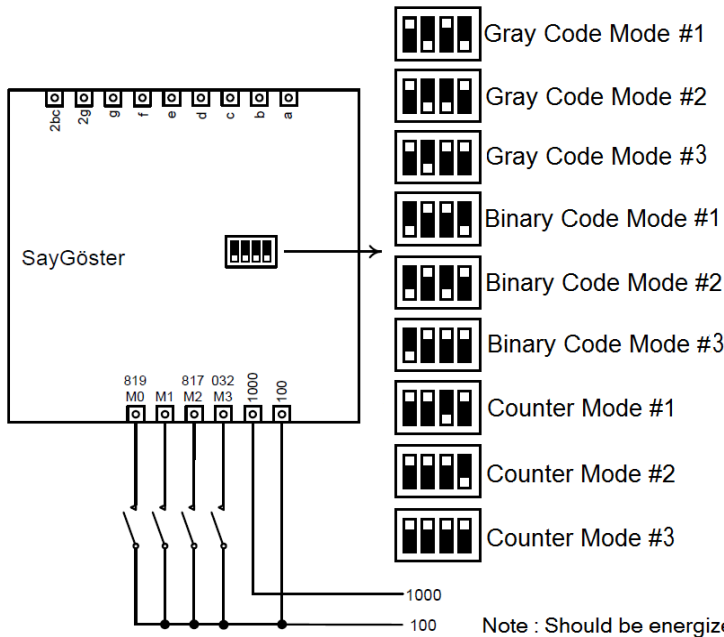 Gray Code Mode #1
Gray Code Mode #2
Gray Code Mode #3
Binary Code Mode #1
Binary Code Mode #2
Binary Code Mode #3
Counter Mode #1
Counter Mode #2
Counter Mode #3
2bc 2g g f e d c b a
SayGöster
819 817 032
M0 M1 M2 M3 1000 100
1000
100
Note : Should be energize